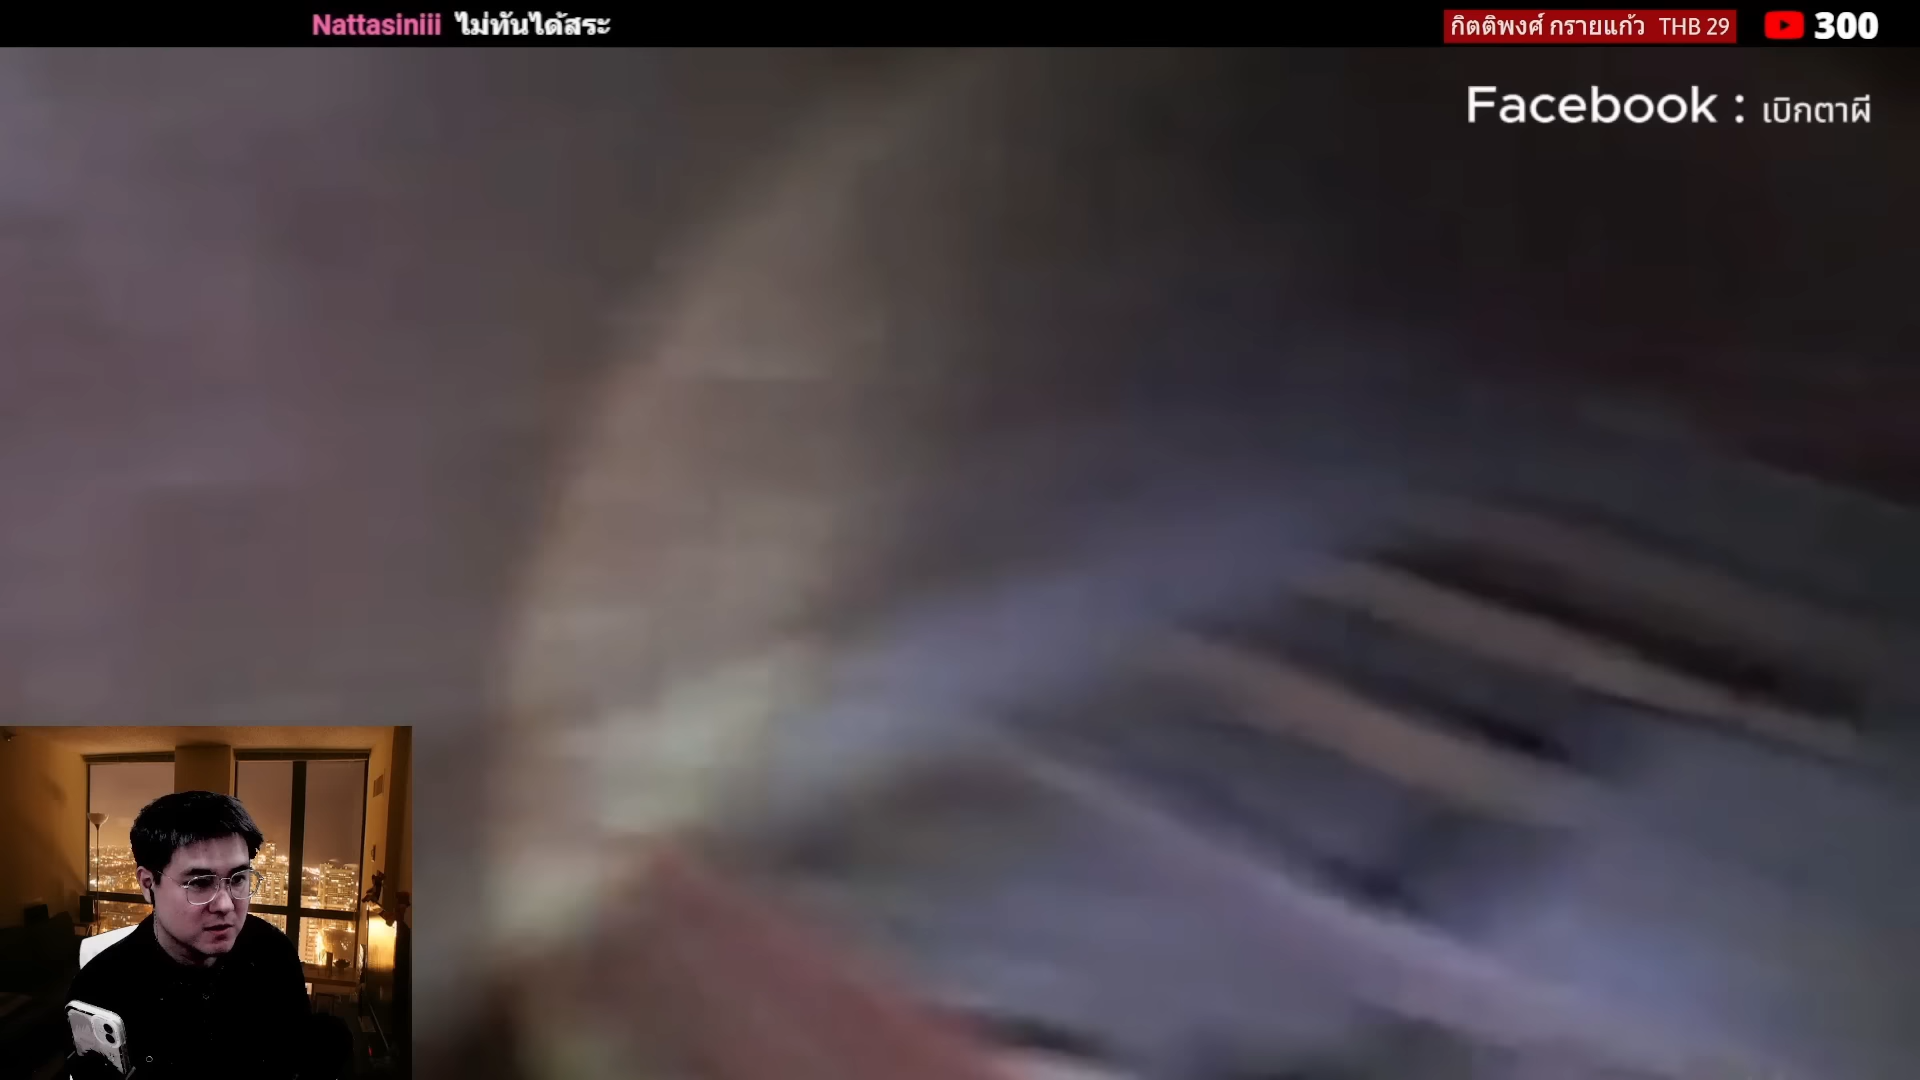 Nattasiniii ไม่ทันได้สระ
กิตติพงศ์ กรายแก้ว THB 29
300
Facebook : เบิกตาผี